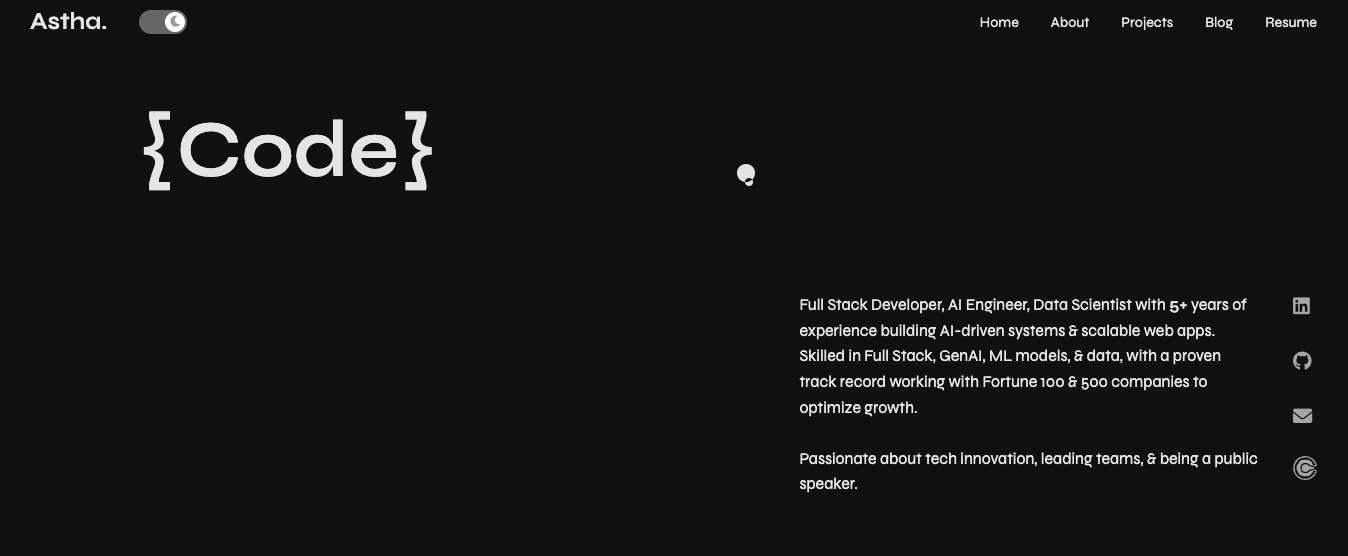 Astha.
Home About Projects Blog Resume
{Code}
Full Stack Developer, AI Engineer, Data Scientist with 5+ years of
experience building AI-driven systems & scalable web apps.
Skilled in Full Stack, GenAI, ML models, & data, with a proven
track record working with Fortune 100 & 500 companies to
optimize growth.
Passionate about tech innovation, leading teams, & being a public
speaker.